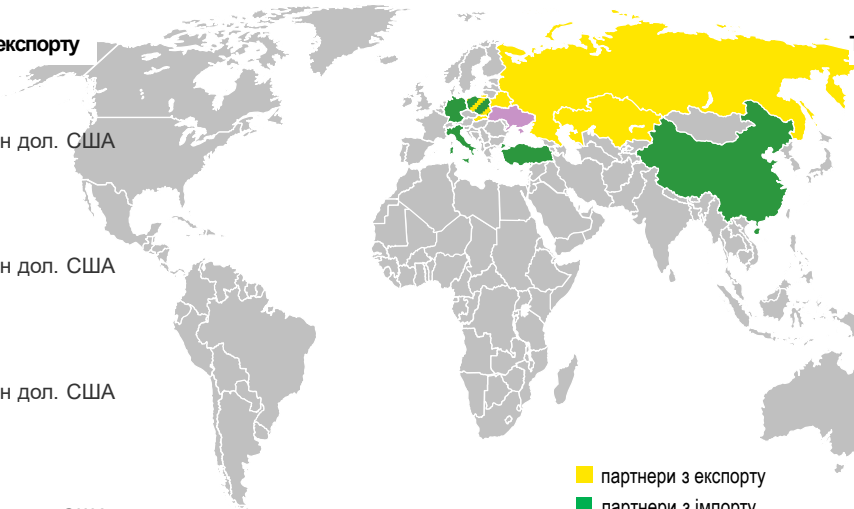 експорту
н дол. США
н дол. США
н дол. США
партнери з експорту
партнери з імпорту